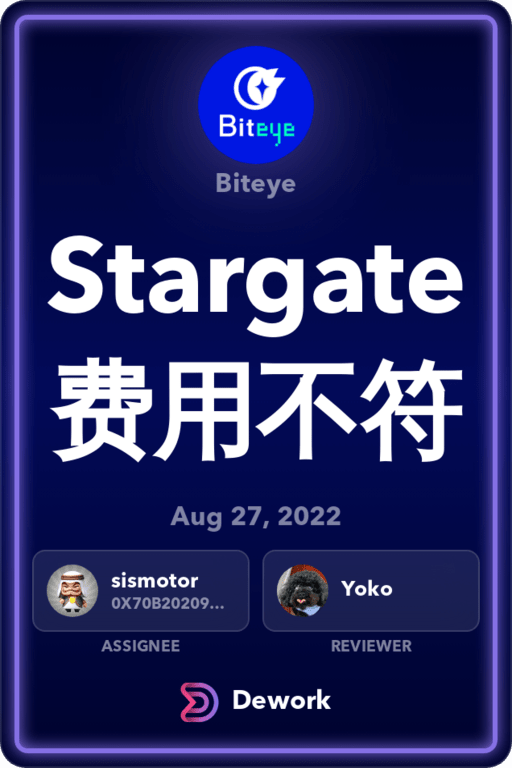 Biteye
Biteye
Stargate
费用不符
Aug 27, 2022
sismotor
0X70B20209...
ASSIGNEE
Yoko
REVIEWER
Dework